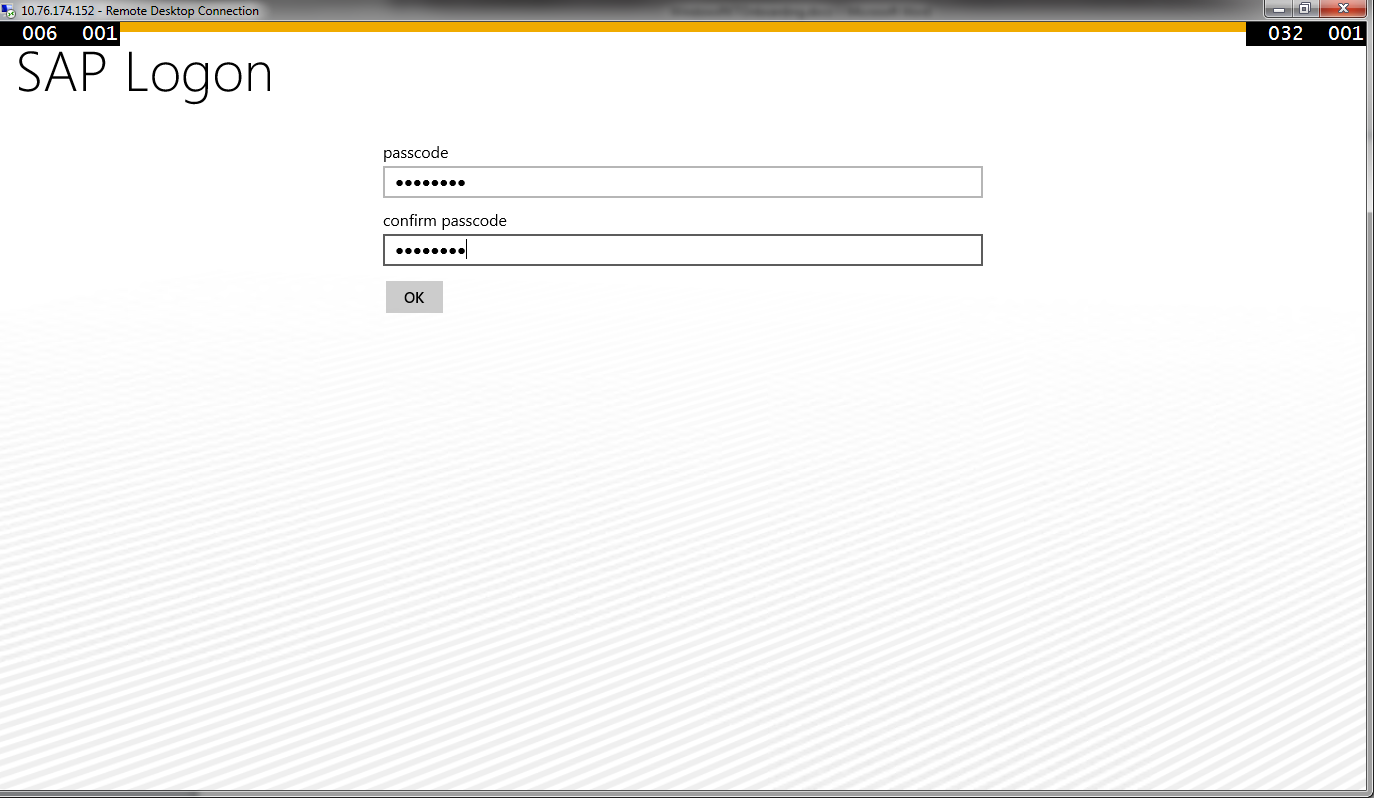 10.76.174.152 - Remote Desktop Connection
006 001
032 001
SAP Logon
passcode
••••••••
confirm passcode
••••••••
OK